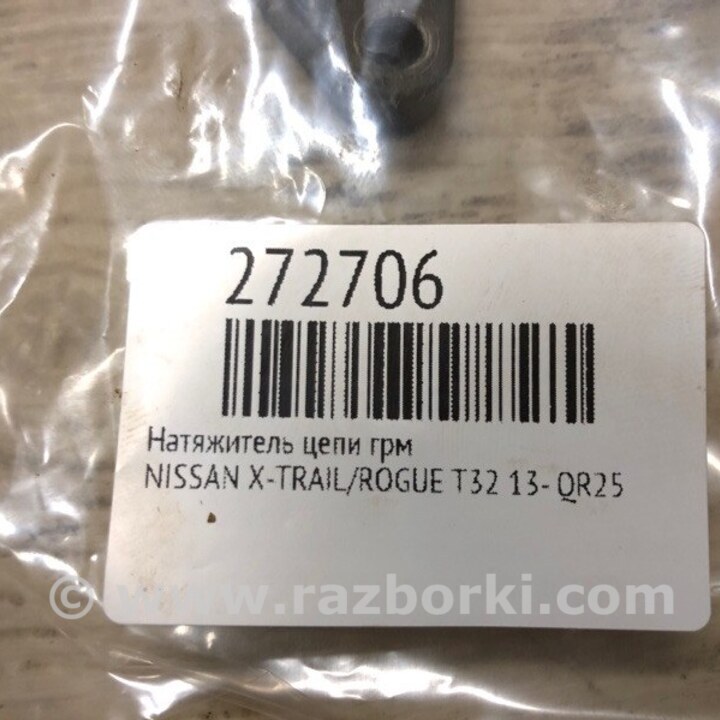 272706
Натяжитель цепи грм
NISSAN X-TRAIL/ROGUE T32 13- QR25
© www.razborki.com